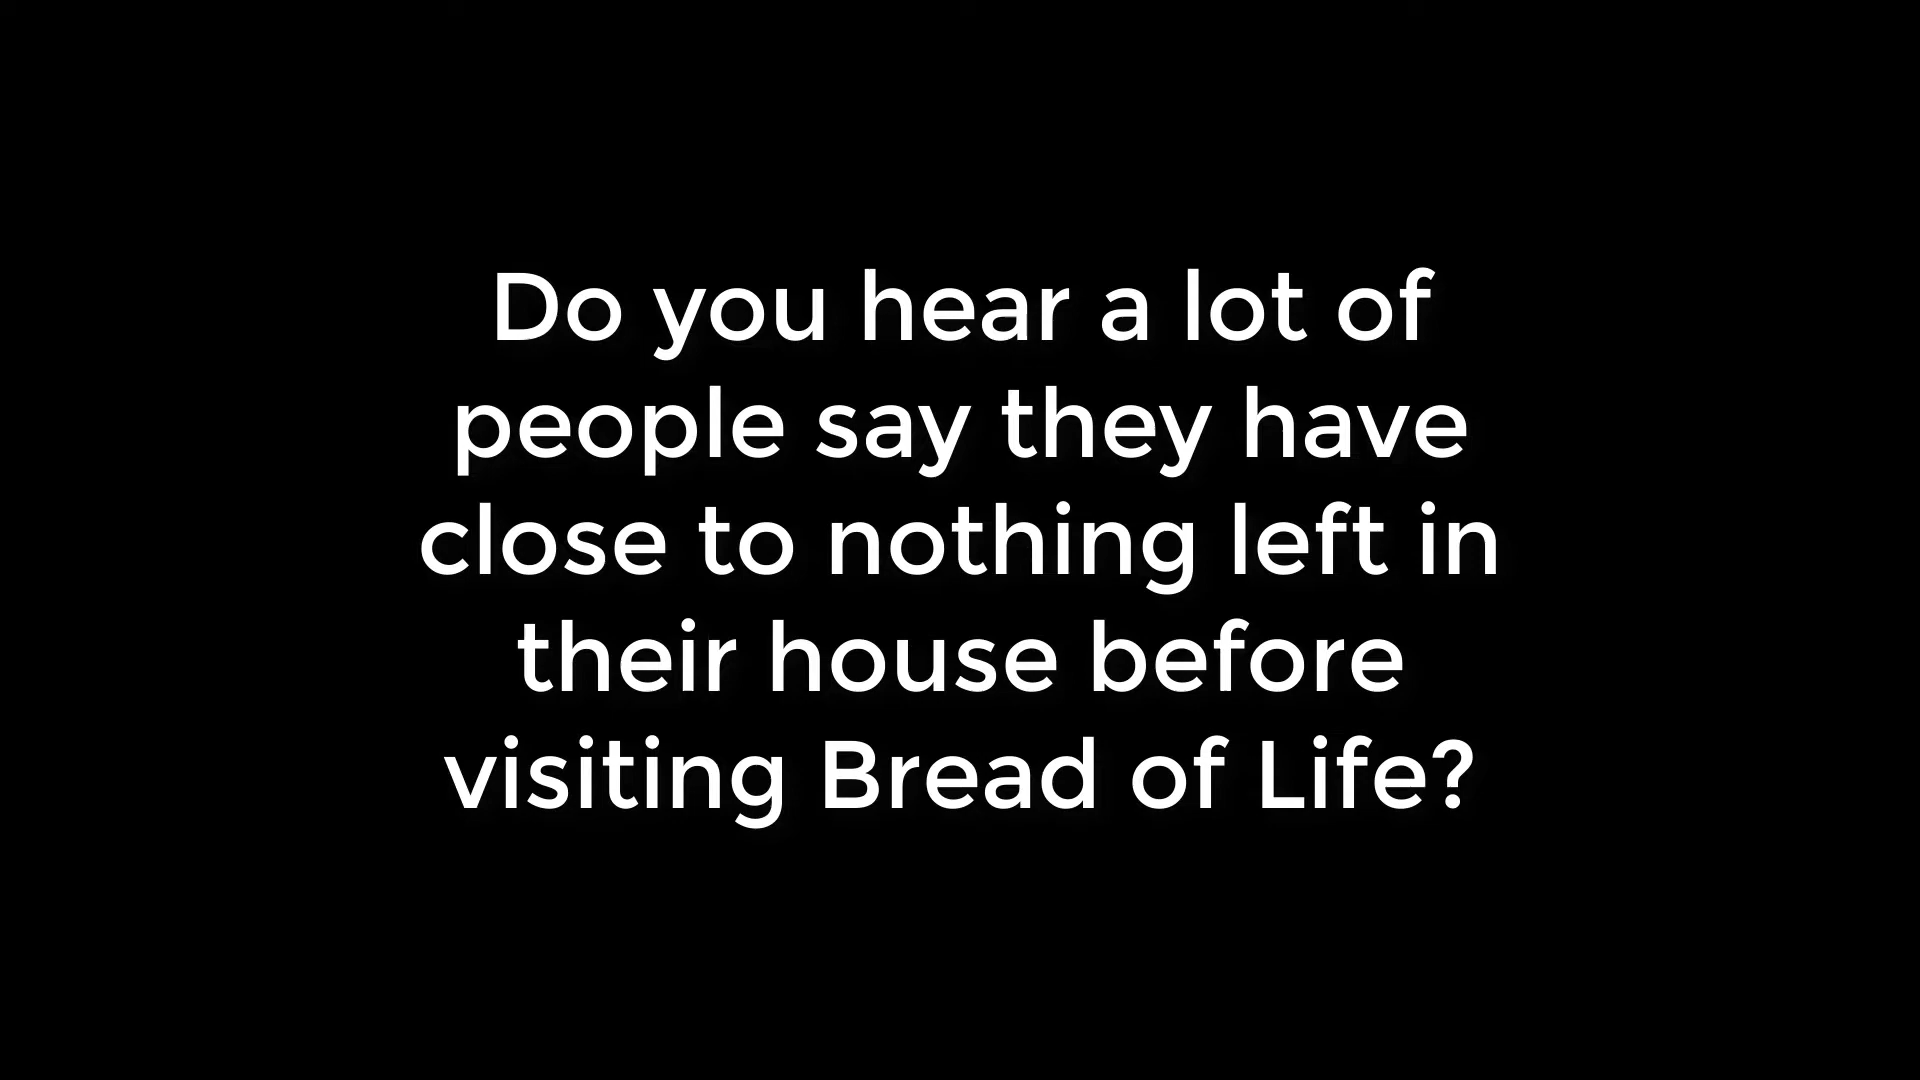 Do you hear a lot of
people say they have
close to nothing left in
their house before
visiting Bread of Life?